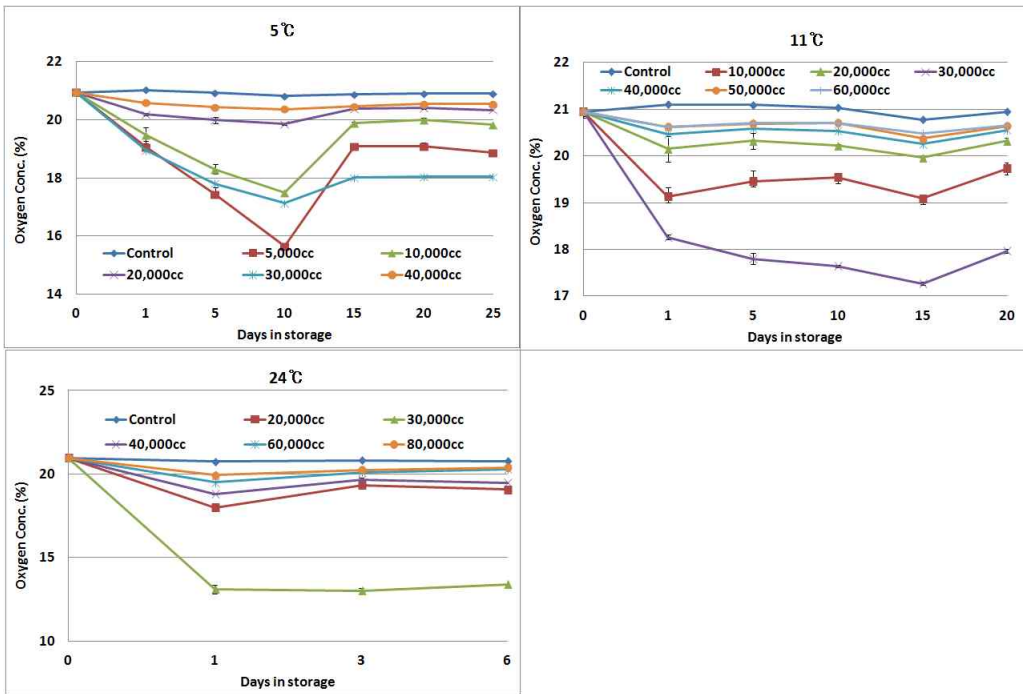 5℃
22
20
18
16
14
Oxygen Conc. (%)
Control 5,000cc 10,000cc
20,000cc 30,000cc 40,000cc
0 1 5 10 15 20 25
Days in storage
11℃
22
21
20
19
18
17
Oxygen Conc. (%)
Control 10,000cc 20,000cc 30,000cc
40,000cc 50,000cc 60,000cc
0 1 5 10 15 20
Days in storage
24℃
25
20
15
10
Oxygen Conc. (%)
Control 20,000cc 30,000cc
40,000cc 60,000cc 80,000cc
0 1 3 6
Days in storage